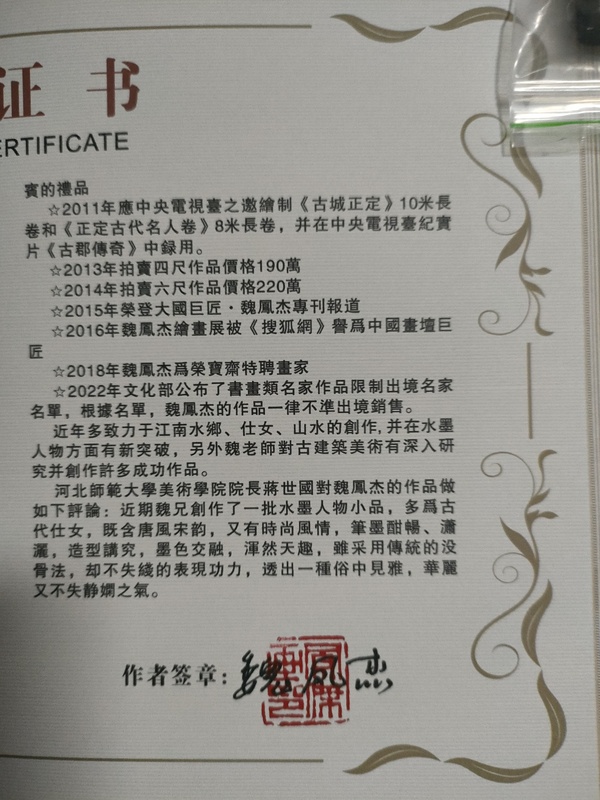 证 书
ERTIFICATE
賓的禮品
☆2011年應中央電視臺之邀繪制《古城正定》10米長
卷和《正定古代名人卷》8米長卷，并在中央電視臺紀實
片《古郡傳奇》中録用。
☆2013年拍賣四尺作品價格190萬
☆2014年拍賣六尺作品價格220萬
☆2015年榮登大國巨匠·魏鳳杰專刊報道
☆2016年魏鳳杰繪畫展被《搜狐網》譽爲中國畫壇巨
匠
☆2018年魏鳳杰爲榮寶齋特聘畫家
☆2022年文化部公布了書畫類名家作品限制出境名家
名單，根據名單，魏鳳杰的作品一律不準出境銷售。
近年多致力于江南水鄉、仕女、山水的創作,并在水墨
人物方面有新突破，另外魏老師對古建築美術有深入研
究并創作許多成功作品。
河北師範大學美術學院院長蔣世國對魏鳳杰的作品做
如下評論：近期魏兄創作了一批水墨人物小品，多爲古
代仕女，既含唐風宋韵，又有時尚風情，筆墨酣暢、瀟
灑，造型講究，墨色交融，渾然天趣，雖采用傳統的没
骨法，却不失綫的表現功力，透出一種俗中見雅，華麗
又不失静嫻之氣。
作者签章：魏凤杰